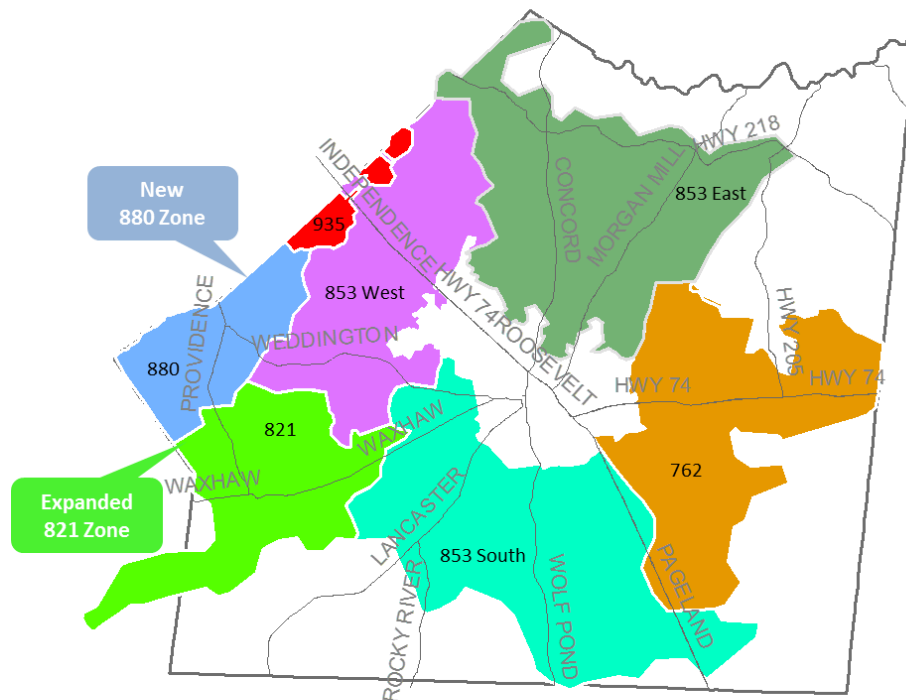 HWY 218
INDEPENDENCE
CONCORD
MORGAN MILL
853 East
New
880 Zone
935
853 West
HWY 74
ROOSEVELT
HWY 205
PROVIDENCE
WEDDINGTON
880
HWY 74
HWY 74
821
WAXHAW
762
WAXHAW
Expanded
821 Zone
LANCASTER
853 South
ROCKY RIVER
WOLF POND
PAGELAND